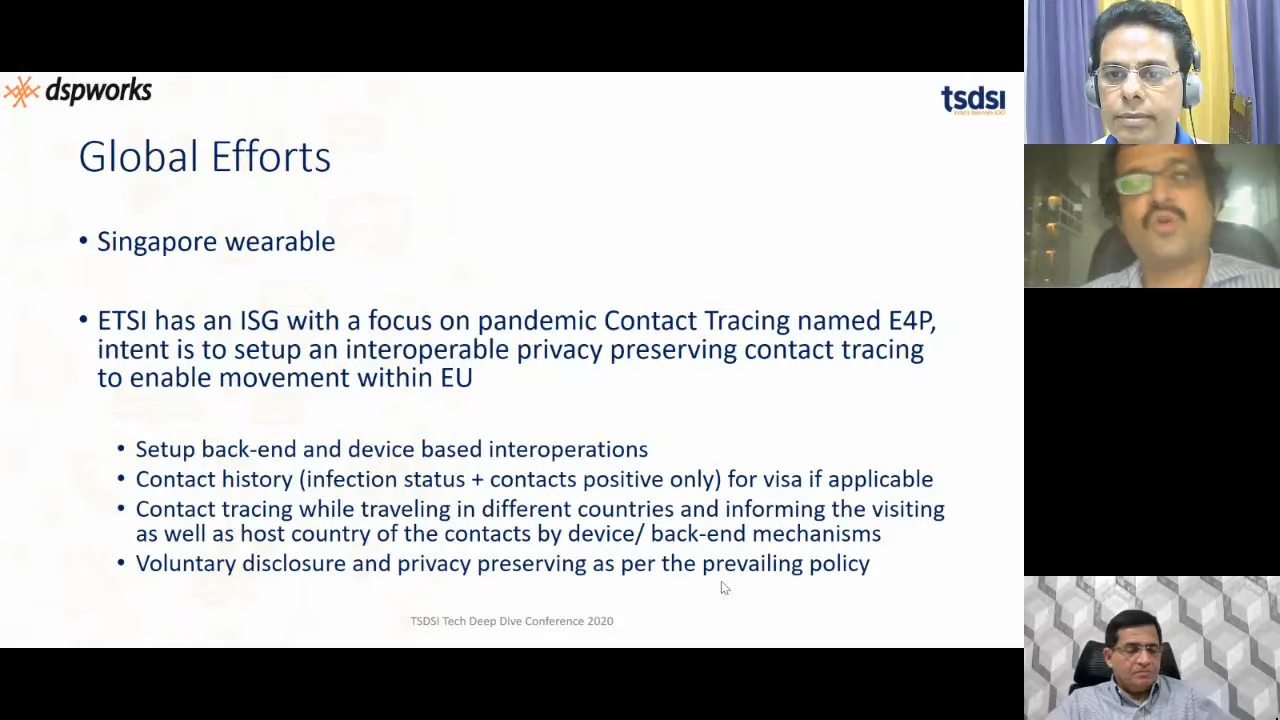 dspworks
tsdsi
Global Efforts
• Singapore wearable
• ETSI has an ISG with a focus on pandemic Contact Tracing named E4P,
intent is to setup an interoperable privacy preserving contact tracing
to enable movement within EU
• Setup back-end and device based interoperations
• Contact history (infection status + contacts positive only) for visa if applicable
• Contact tracing while traveling in different countries and informing the visiting
as well as host country of the contacts by device/ back-end mechanisms
• Voluntary disclosure and privacy preserving as per the prevailing policy
TSDSI Tech Deep Dive Conference 2020